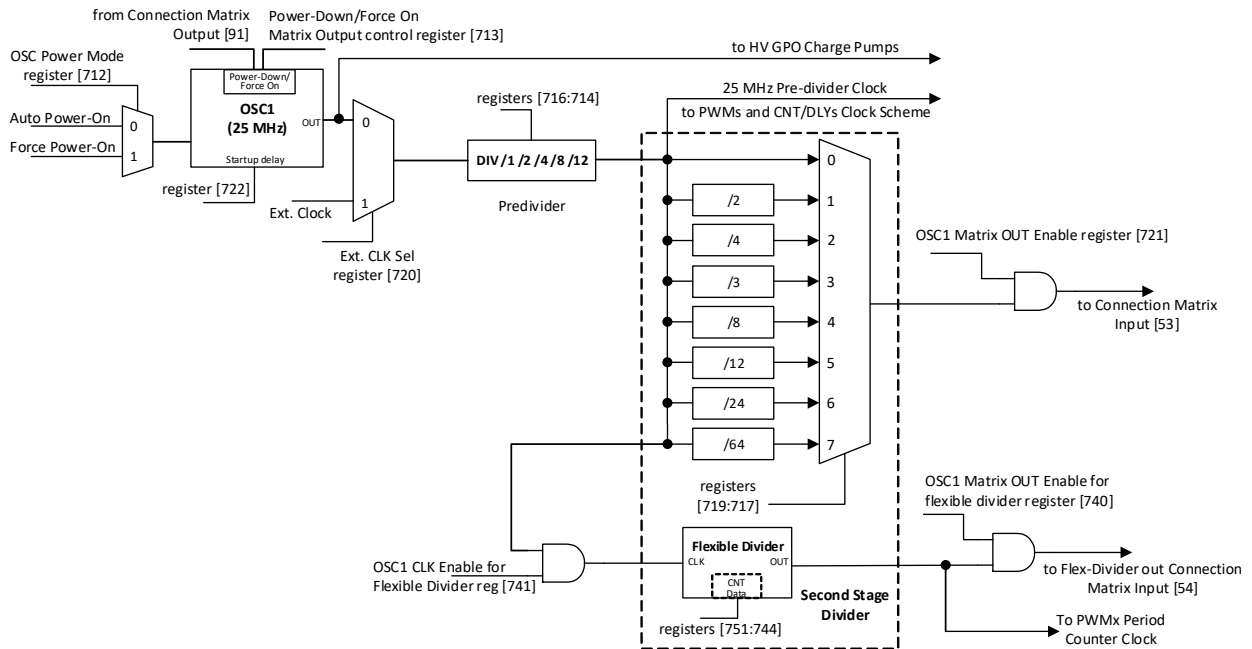 from Connection Matrix
Output [91]
Power-Down/Force On
Matrix Output control register [713]
OSC Power Mode
register [712]
Power-Down/
Force On
OSC1
(25 MHz)
OUT
Startup delay
Auto Power-On
0
Force Power-On
1
register [722]
0
1
Ext. Clock
Ext. CLK Sel
register [720]
registers [716:714]
DIV /1 /2 /4 /8 /12
Predivider
to HV GPO Charge Pumps
25 MHz Pre-divider Clock
to PWMs and CNT/DLYs Clock Scheme
0
/2
1
/4
2
/3
3
/8
4
/12
5
/24
6
/64
7
registers
[719:717]
OSC1 Matrix OUT Enable register [721]
to Connection Matrix
Input [53]
OSC1 CLK Enable for
Flexible Divider reg [741]
Flexible Divider
CLK
OUT
CNT
Data
registers [751:744]
Second Stage
Divider
OSC1 Matrix OUT Enable for
flexible divider register [740]
to Flex-Divider out Connection
Matrix Input [54]
To PWMx Period
Counter Clock